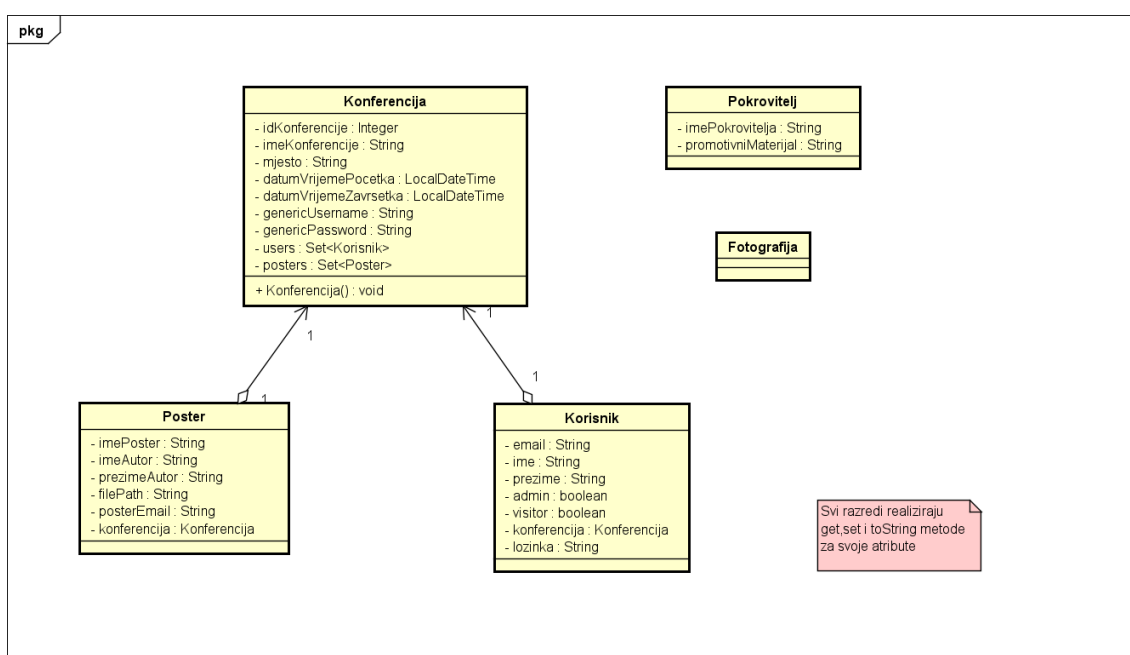 pkg
Konferencija
- idKonferencije : Integer
- imeKonferencije : String
- mjesto : String
- datumVrijemePocetka : LocalDateTime
- datumVrijemeZavrsetka : LocalDateTime
- genericUsername : String
- genericPassword : String
- users : Set<Korisnik>
- posters : Set<Poster>
+ Konferencija() : void
Pokrovitelj
- imePokrovitelja : String
- promotivniMaterijal : String
Fotografija
1
1
1
1
Poster
- imePoster : String
- imeAutor : String
- prezimeAutor : String
- filePath : String
- posterEmail : String
- konferencija : Konferencija
Korisnik
- email : String
- ime : String
- prezime : String
- admin : boolean
- visitor : boolean
- konferencija : Konferencija
- lozinka : String
Svi razredi realiziraju
get,set i toString metode
za svoje atribute